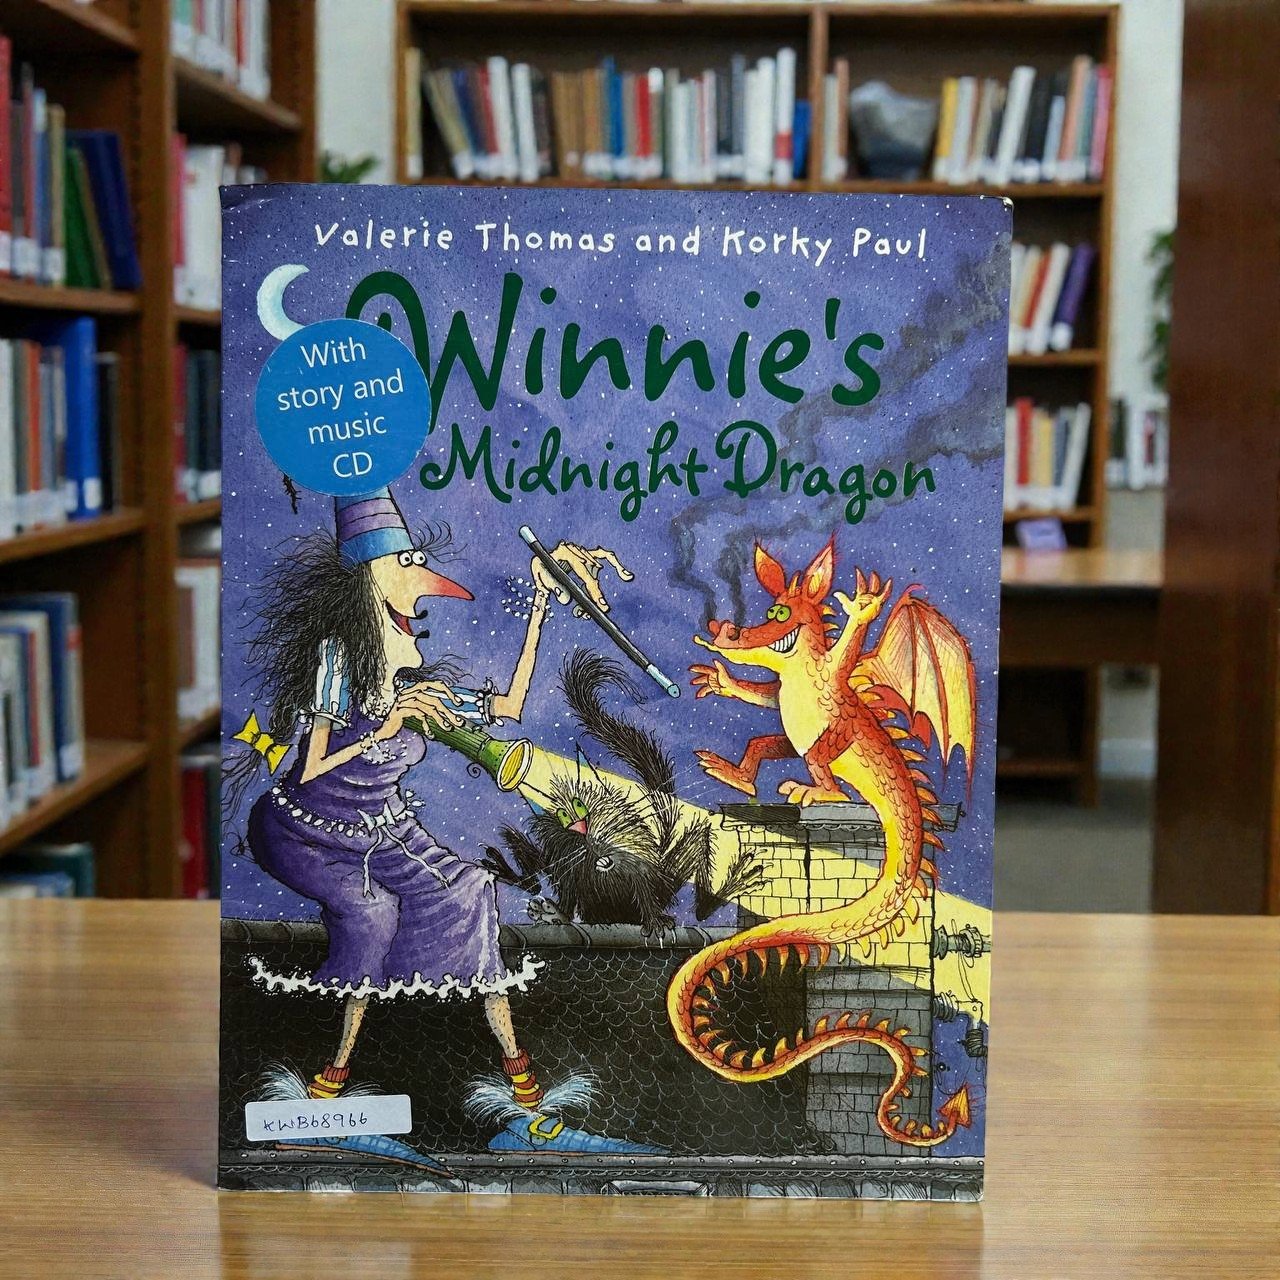 Valerie Thomas and Korky Paul
Winnie's
Midnight Dragon
With
story and
music
CD
KWB68966